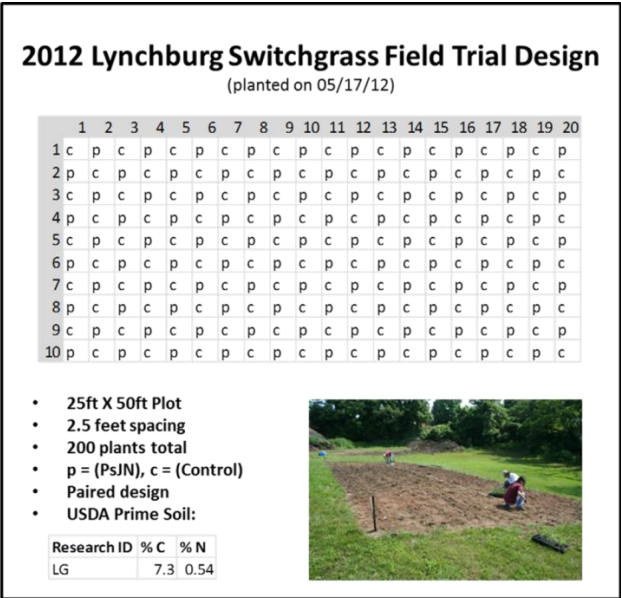 2012 Lynchburg Switchgrass Field Trial Design
(planted on 05/17/12)
1 2 3 4 5 6 7 8 9 10 11 12 13 14 15 16 17 18 19 20
1 c p c p c p c p c p c p c p c p c p c p
2 p c p c p c p c p c p c p c p c p c p c
3 c p c p c p c p c p c p c p c p c p c p
4 p c p c p c p c p c p c p c p c p c p c
5 c p c p c p c p c p c p c p c p c p c p
6 p c p c p c p c p c p c p c p c p c p c
7 c p c p c p c p c p c p c p c p c p c p
8 p c p c p c p c p c p c p c p c p c p c
9 c p c p c p c p c p c p c p c p c p c p
10 p c p c p c p c p c p c p c p c p c p c
• 25ft X 50ft Plot
• 2.5 feet spacing
• 200 plants total
• p = (PsJN), c = (Control)
• Paired design
• USDA Prime Soil:
Research ID % C % N
LG 7.3 0.54